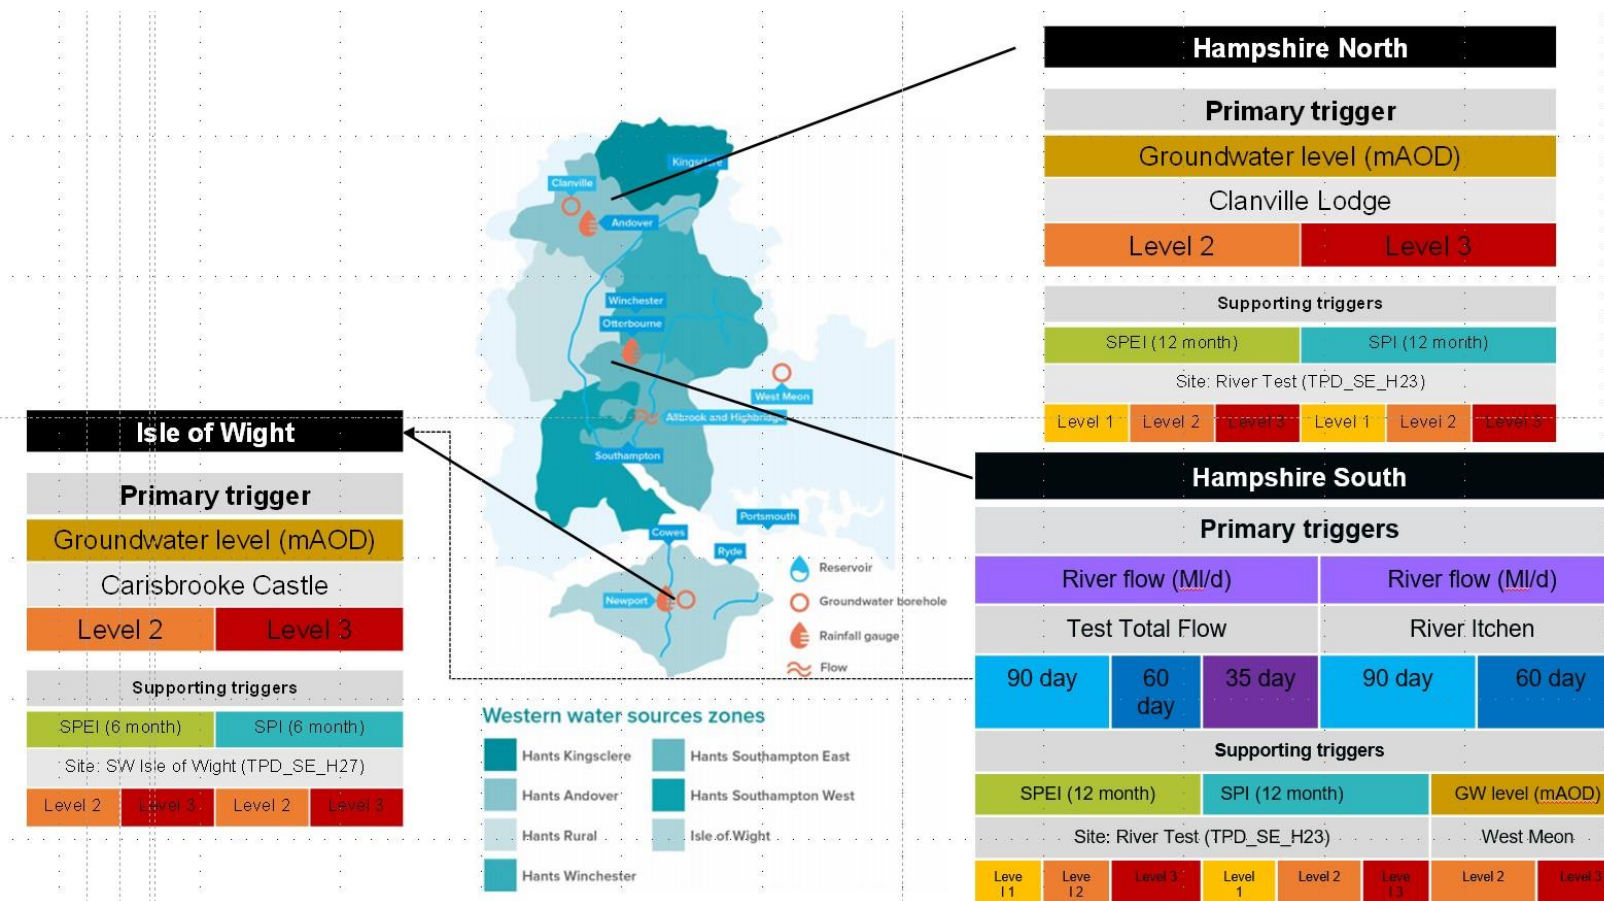 Hampshire North
Primary trigger
Groundwater level (mAOD)
Clanville Lodge
Level 2 Level 3
Supporting triggers
SPEI (12 month) SPI (12 month)
Site: River Test (TPD_SE_H23)
Level 1 Level 2 Level 3 Level 1 Level 2 Level 3
Kingsclere
Clanville
Andover
Winchester
Otterbourne
West Meon
Allbrook and Highbridge
Southampton
Portsmouth
Cowes
Ryde
Newport
Reservoir
Groundwater borehole
Rainfall gauge
Flow
Isle of Wight
Primary trigger
Groundwater level (mAOD)
Carisbrooke Castle
Level 2 Level 3
Supporting triggers
SPEI (6 month) SPI (6 month)
Site: SW Isle of Wight (TPD_SE_H27)
Level 2 Level 3 Level 2 Level 3
Western water sources zones
Hants Kingsclere
Hants Andover
Hants Rural
Hants Winchester
Hants Southampton East
Hants Southampton West
Isle of Wight
Hampshire South
Primary triggers
River flow (Ml/d) River flow (Ml/d)
Test Total Flow River Itchen
90 day 60 day 35 day 90 day 60 day
Supporting triggers
SPEI (12 month) SPI (12 month) GW level (mAOD)
Site: River Test (TPD_SE_H23) West Meon
Level 1 Level 2 Level 3 Level 1 Level 2 Level 3 Level 2 Level 3